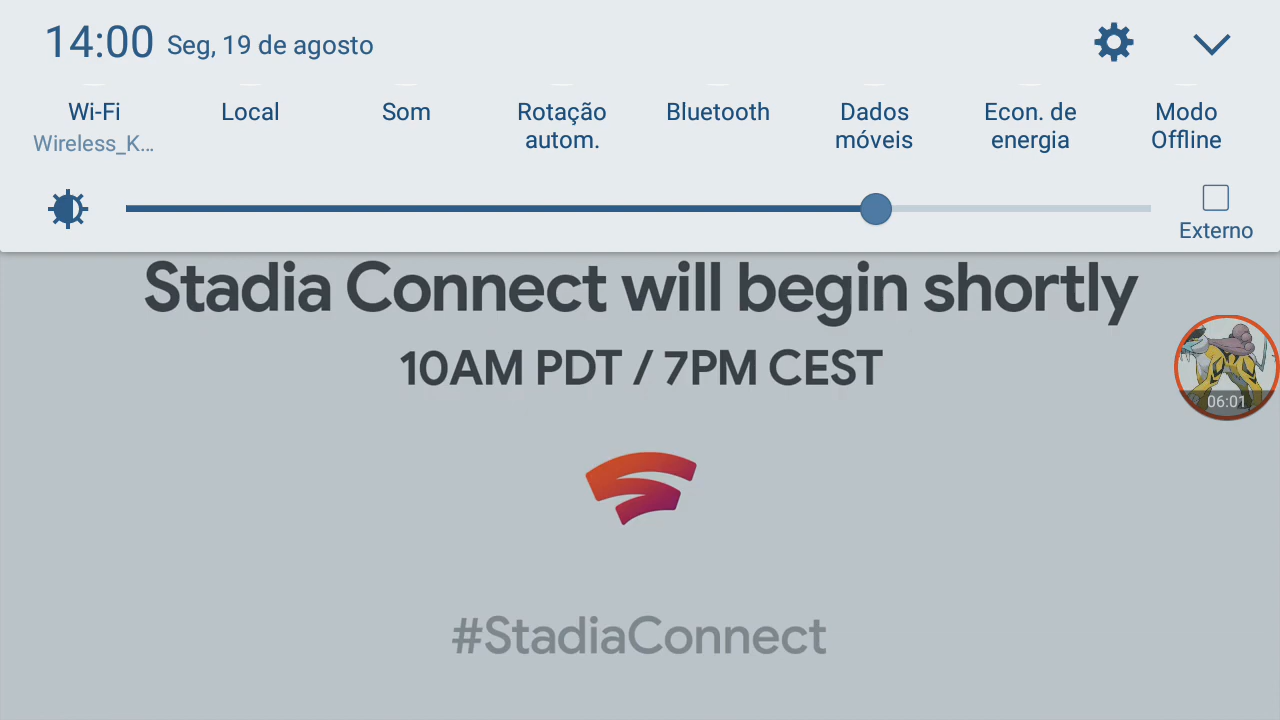 14:00 Seg, 19 de agosto
Wi-Fi Local Som Rotação autom. Bluetooth Dados móveis Econ. de energia Modo Offline
Wireless_K...
Externo
Stadia Connect will begin shortly
10AM PDT / 7PM CEST
06:01
#StadiaConnect